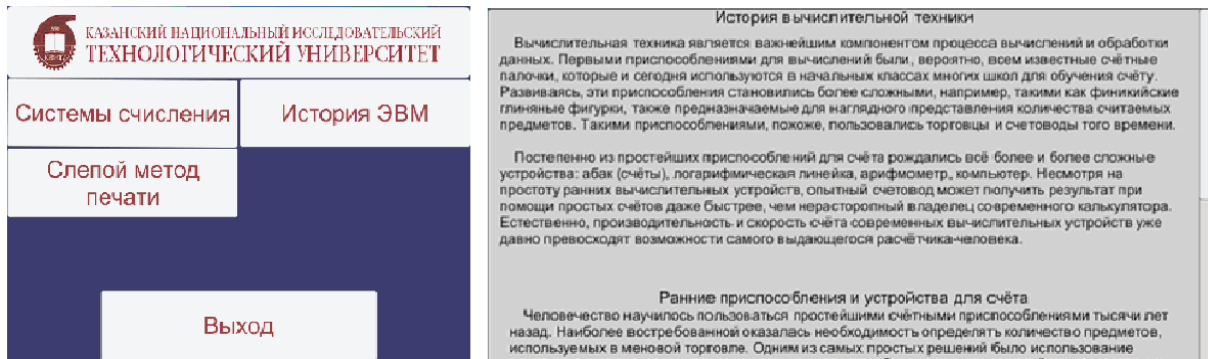 КАЗАНСКИЙ НАЦИОНАЛЬНЫЙ ИССЛЕДОВАТЕЛЬСКИЙ
ТЕХНОЛОГИЧЕСКИЙ УНИВЕРСИТЕТ
Системы счисления
История ЭВМ
Слепой метод
печати
Выход
История вычислительной техники
Вычислительная техника является важнейшим компонентом процесса вычислений и обработки
данных. Первыми приспособлениями для вычислений были, вероятно, всем известные счётные
палочки, которые и сегодня используются в начальных классах многих школ для обучения счёту.
Развиваясь, эти приспособления становились более сложными, например, такими как финикийские
глиняные фигурки, также предназначаемые для наглядного представления количества считаемых
предметов. Такими приспособлениями, похоже, пользовались торговцы и счетоводы того времени.
Постепенно из простейших приспособлений для счёта рождались всё более и более сложные
устройства: абак (счёты), логарифмическая линейка, арифмометр, компьютер. Несмотря на
простоту ранних вычислительных устройств, опытный счетовод может получить результат при
помощи простых счётов даже быстрее, чем нерасторопный владелец современного калькулятора.
Естественно, производительность и скорость счёта современных вычислительных устройств уже
давно превосходят возможности самого выдающегося расчётчика-человека.
Ранние приспособления и устройства для счёта
Человечество научилось пользоваться простейшими счётными приспособлениями тысячи лет
назад. Наиболее востребованной оказалась необходимость определять количество предметов,
используемых в меновой торговле. Одним из самых простых решений было использование